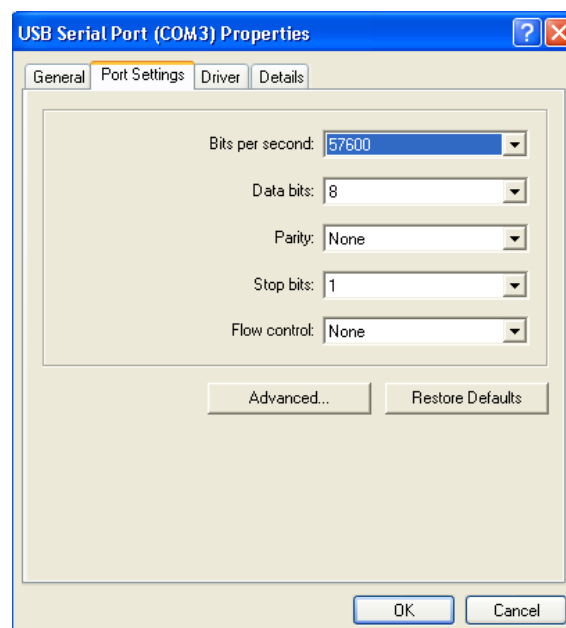 USB Serial Port (COM3) Properties
General Port Settings Driver Details
Bits per second: 57600
Data bits: 8
Parity: None
Stop bits: 1
Flow control: None
Advanced... Restore Defaults
OK Cancel